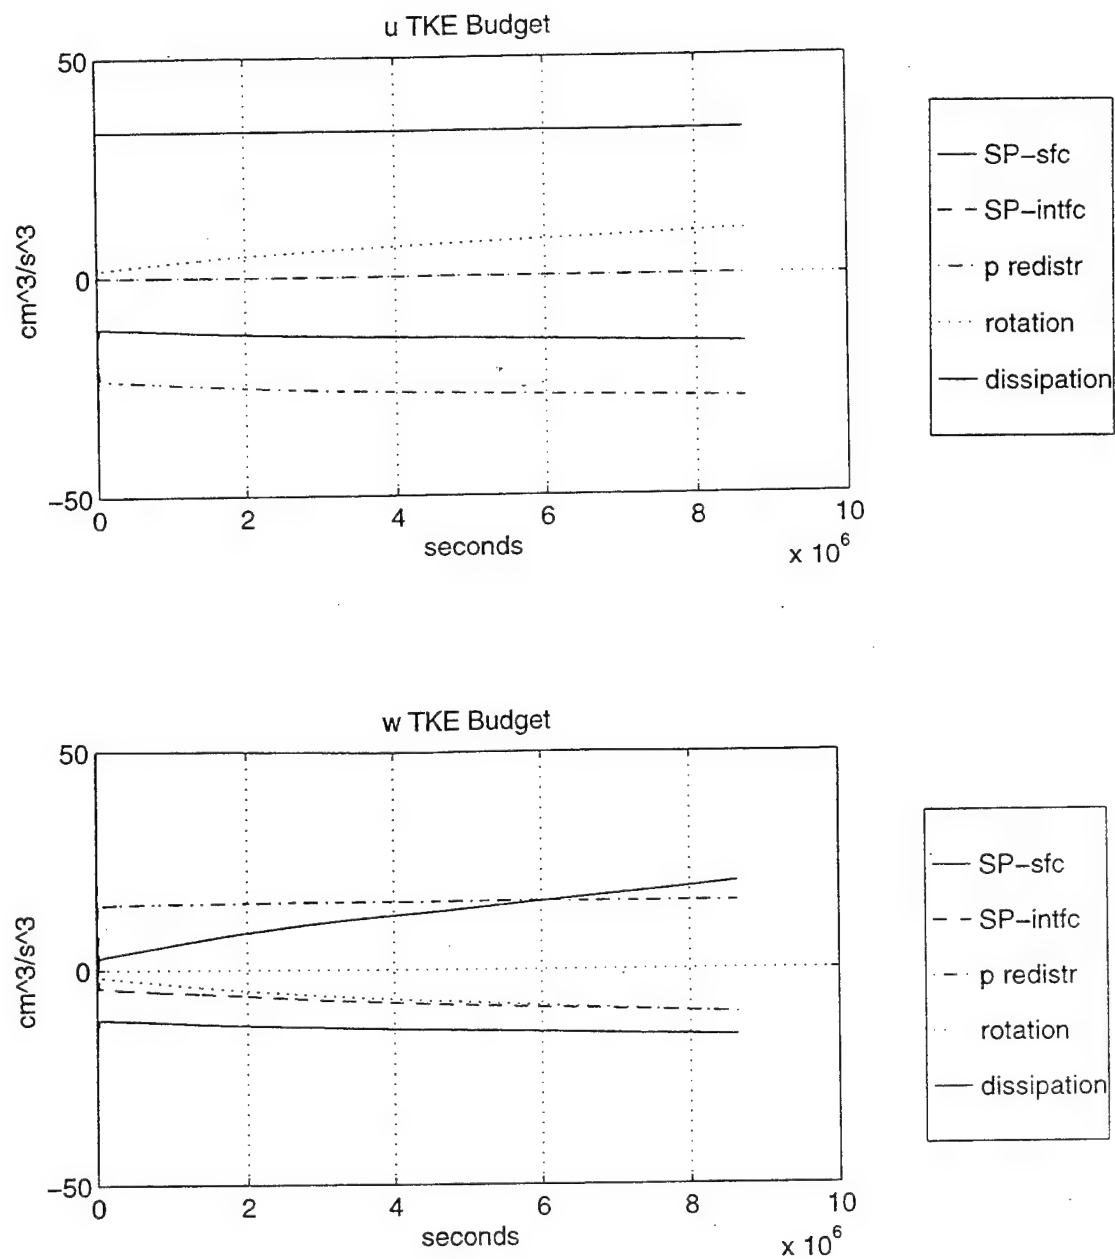 u TKE Budget
50
0
−50
cm^3/s^3
0 2 4 6 8 10
seconds
x 10^6
SP−sfc
SP−intfc
p redistr
rotation
dissipation
w TKE Budget
50
0
−50
cm^3/s^3
0 2 4 6 8 10
seconds
x 10^6
SP−sfc
SP−intfc
p redistr
rotation
dissipation